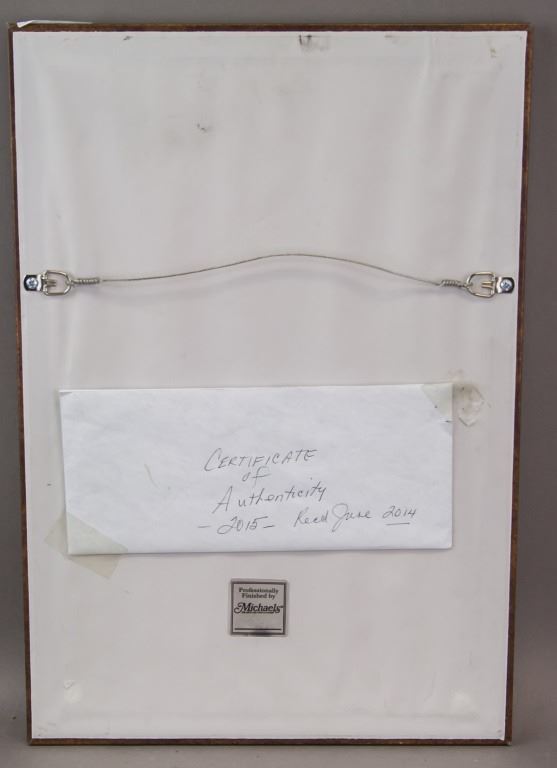 CERTIFICATE
of
Authenticity
- 2015 - Recd June 2014
Professionally
Finished by
Michaels